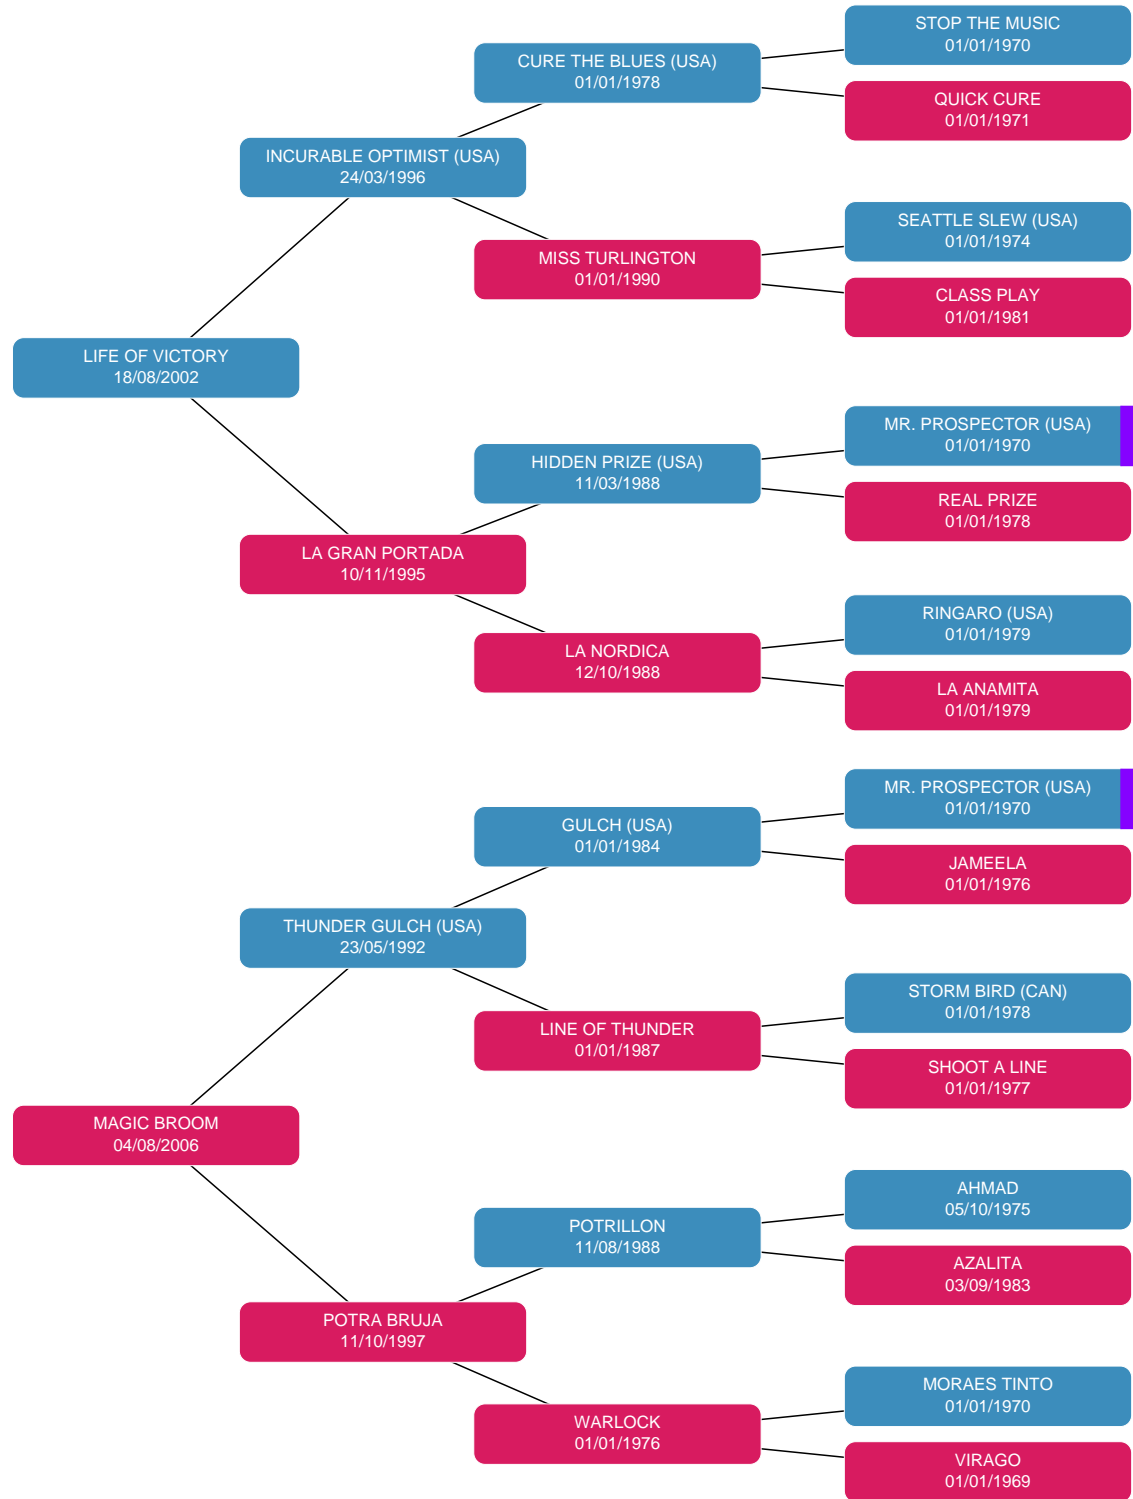 STOP THE MUSIC
01/01/1970
CURE THE BLUES (USA)
01/01/1978
QUICK CURE
01/01/1971
INCURABLE OPTIMIST (USA)
24/03/1996
SEATTLE SLEW (USA)
01/01/1974
MISS TURLINGTON
01/01/1990
CLASS PLAY
01/01/1981
LIFE OF VICTORY
18/08/2002
MR. PROSPECTOR (USA)
01/01/1970
HIDDEN PRIZE (USA)
11/03/1988
REAL PRIZE
01/01/1978
LA GRAN PORTADA
10/11/1995
RINGARO (USA)
01/01/1979
LA NORDICA
12/10/1988
LA ANAMITA
01/01/1979
MR. PROSPECTOR (USA)
01/01/1970
GULCH (USA)
01/01/1984
JAMEELA
01/01/1976
THUNDER GULCH (USA)
23/05/1992
STORM BIRD (CAN)
01/01/1978
LINE OF THUNDER
01/01/1987
SHOOT A LINE
01/01/1977
MAGIC BROOM
04/08/2006
AHMAD
05/10/1975
POTRILLON
11/08/1988
AZALITA
03/09/1983
POTRA BRUJA
11/10/1997
MORAES TINTO
01/01/1970
WARLOCK
01/01/1976
VIRAGO
01/01/1969